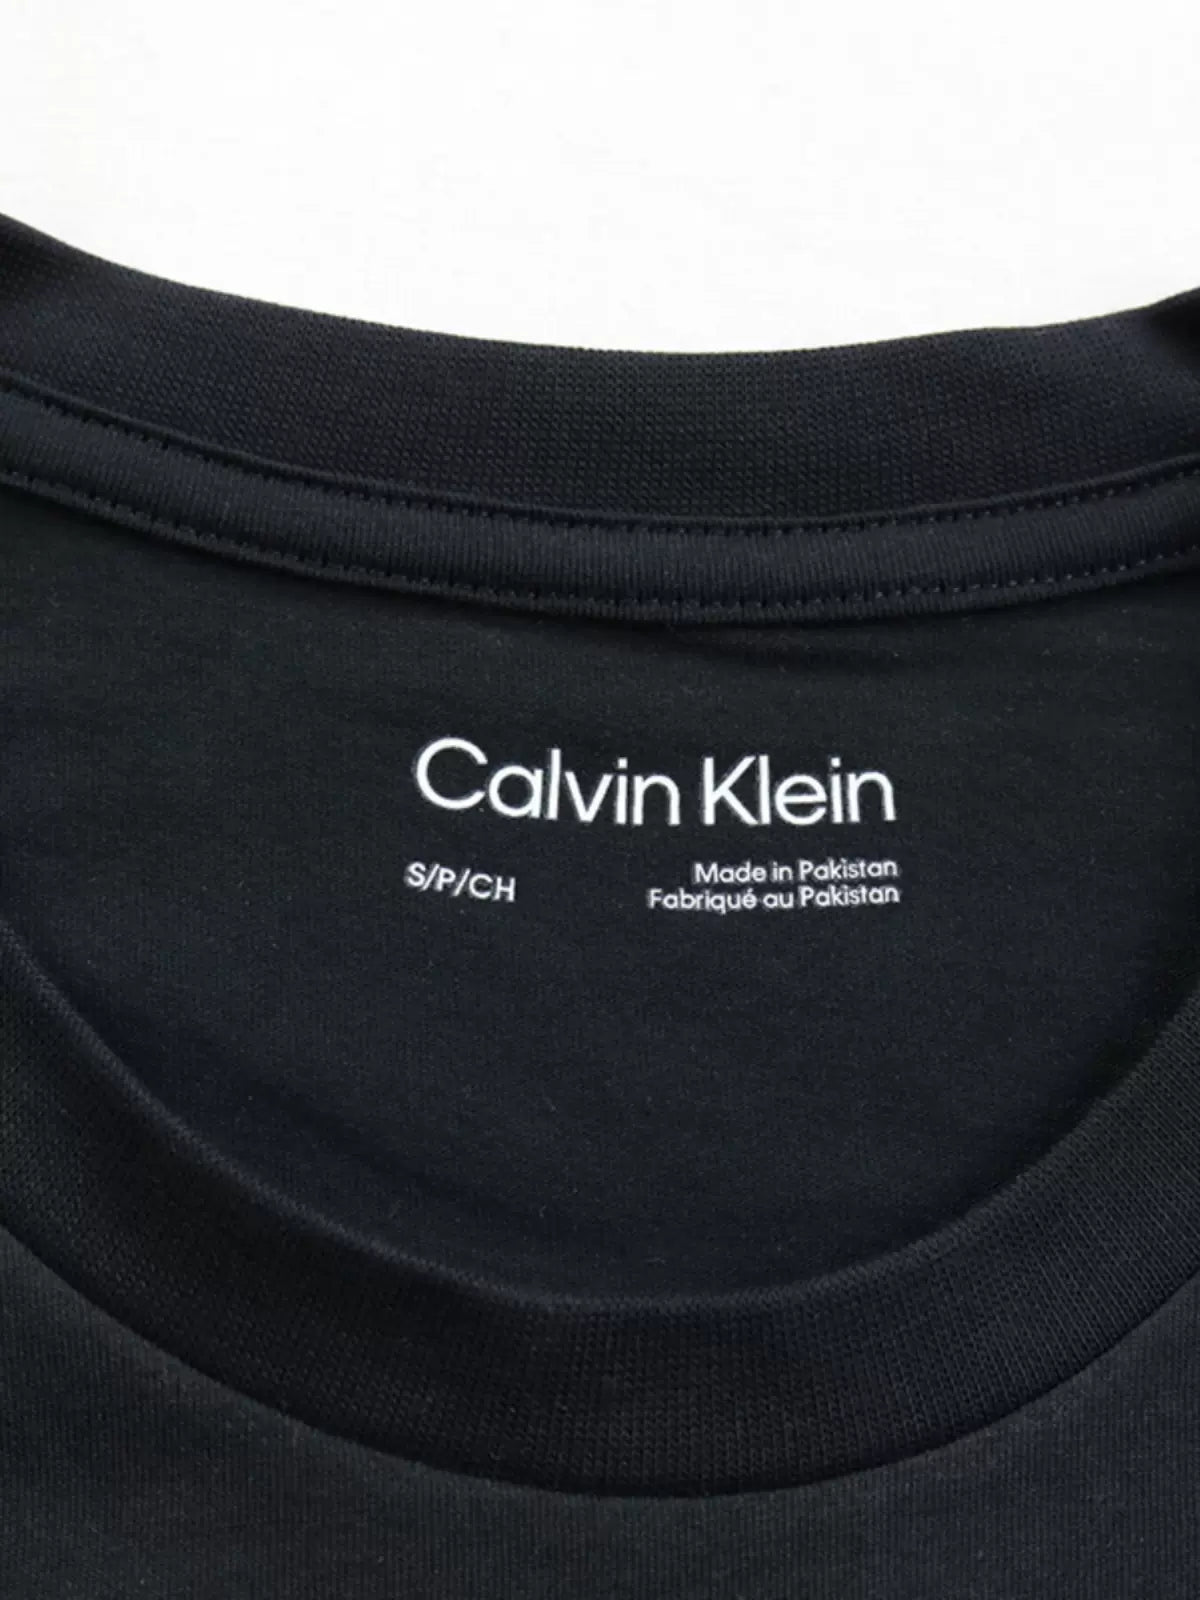 Calvin Klein
S/P/CH
Made in Pakistan
Fabriqué au Pakistan